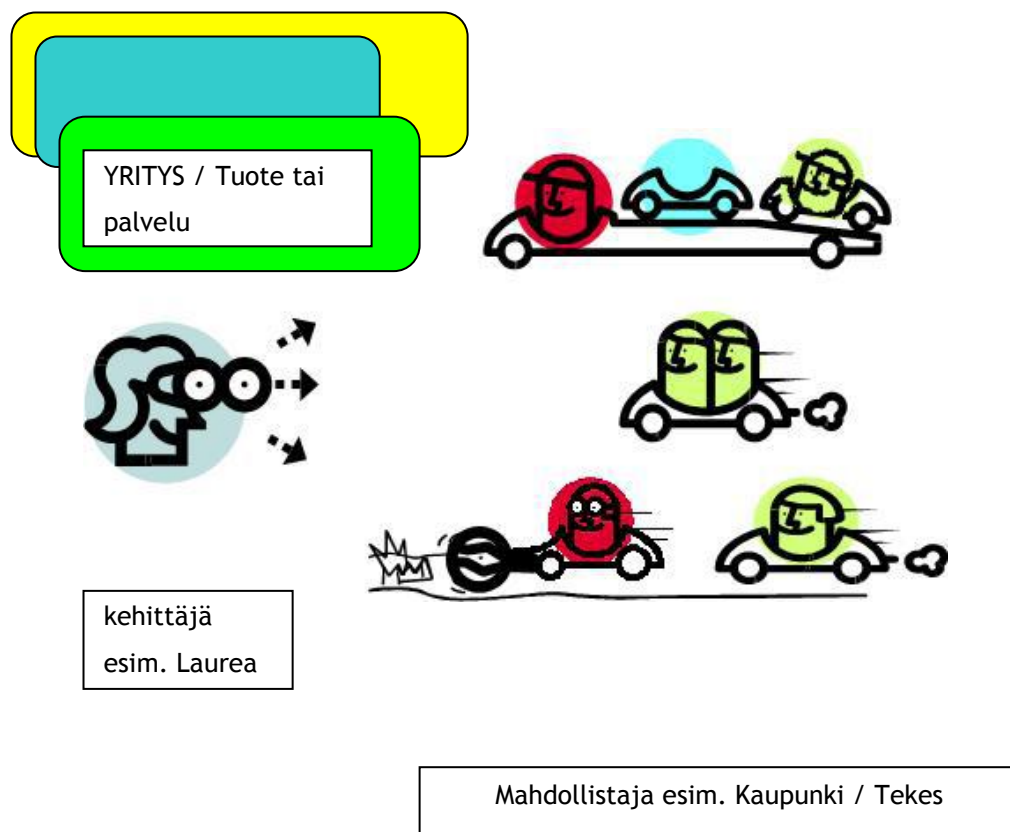 YRITYS / Tuote tai
palvelu
kehittäjä
esim. Laurea
Mahdollistaja esim. Kaupunki / Tekes